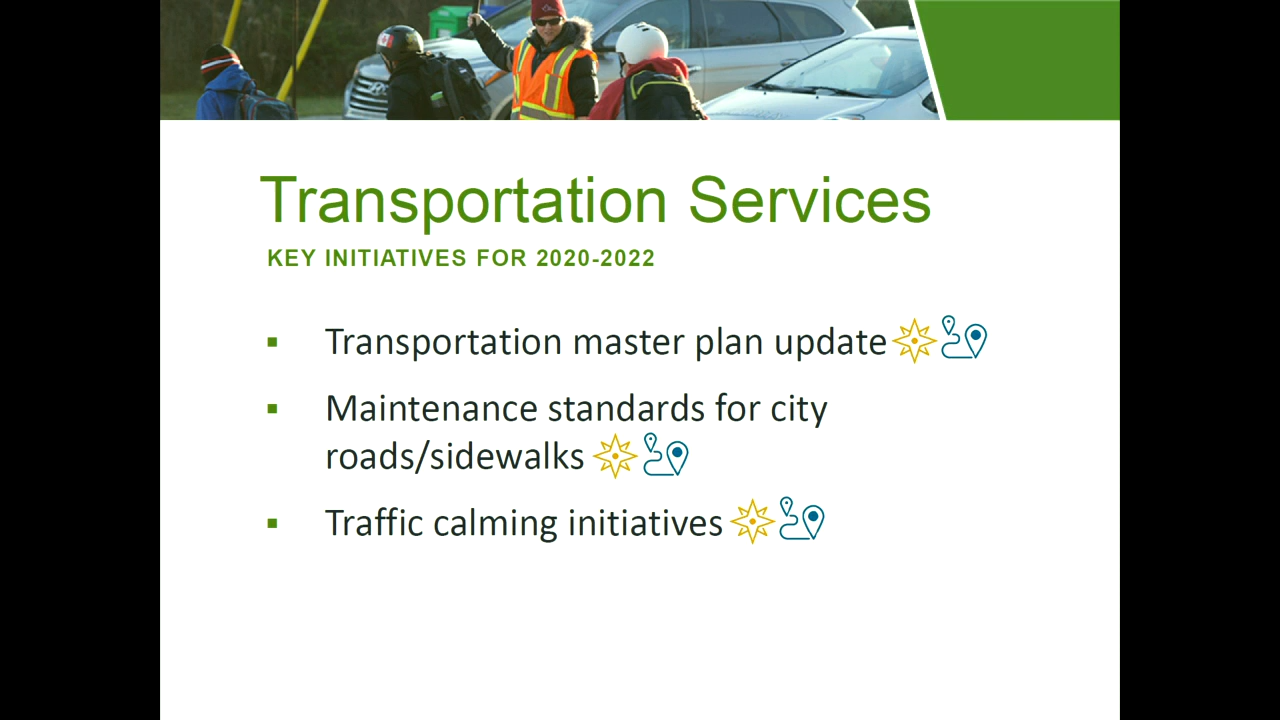 Transportation Services
KEY INITIATIVES FOR 2020-2022
▪ Transportation master plan update
▪ Maintenance standards for city
roads/sidewalks
▪ Traffic calming initiatives